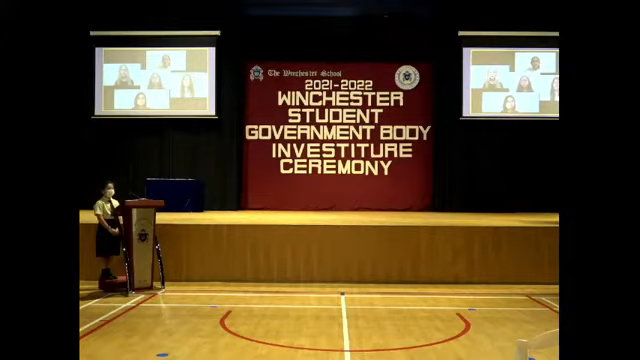 The Winchester School
2021-2022
WINCHESTER
STUDENT
GOVERNMENT BODY
INVESTITURE
CEREMONY